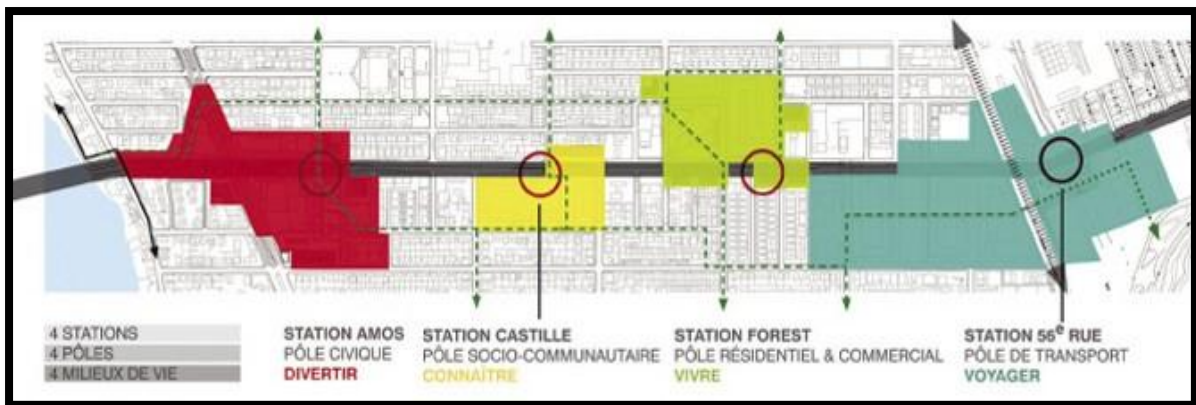 4 STATIONS
4 PÔLES
4 MILIEUX DE VIE
STATION AMOS
PÔLE CIVIQUE
DIVERTIR
STATION CASTILLE
PÔLE SOCIO-COMMUNAUTAIRE
CONNAÎTRE
STATION FOREST
PÔLE RÉSIDENTIEL & COMMERCIAL
VIVRE
STATION 56e RUE
PÔLE DE TRANSPORT
VOYAGER